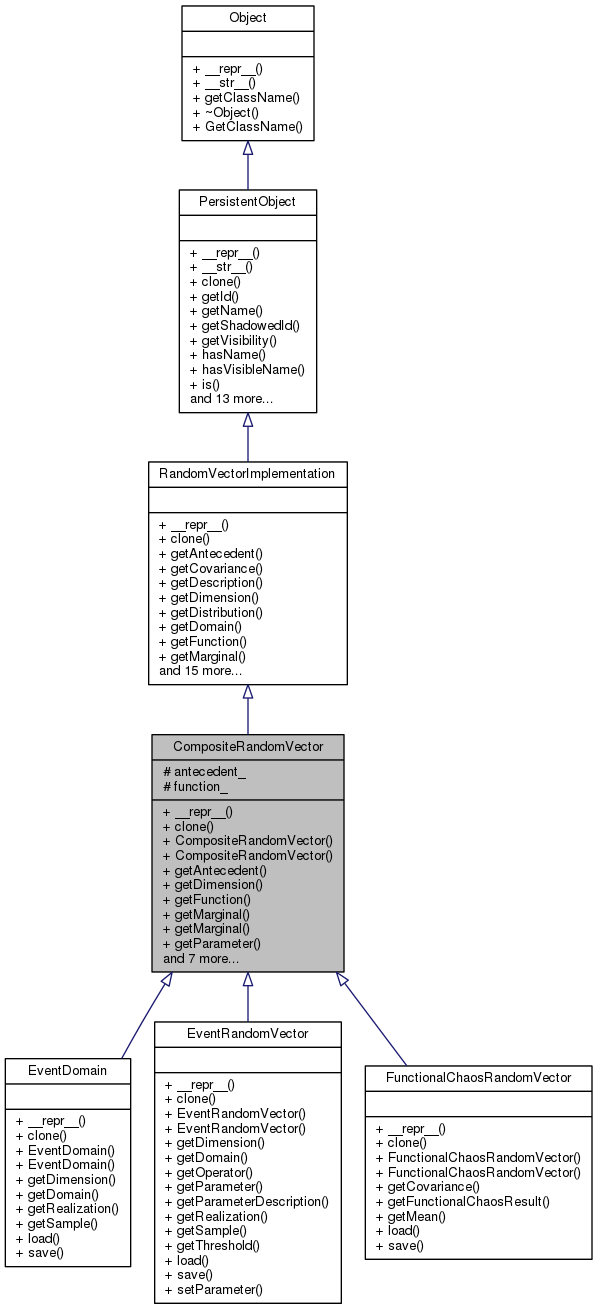 Object
+ __repr__()
+ __str__()
+ getClassName()
+ ~Object()
+ GetClassName()
PersistentObject
+ __repr__()
+ __str__()
+ clone()
+ getId()
+ getName()
+ getShadowedId()
+ getVisibility()
+ hasName()
+ hasVisibleName()
+ is()
and 13 more...
RandomVectorImplementation
+ __repr__()
+ clone()
+ getAntecedent()
+ getCovariance()
+ getDescription()
+ getDimension()
+ getDistribution()
+ getDomain()
+ getFunction()
+ getMarginal()
and 15 more...
CompositeRandomVector
# antecedent_
# function_
+ __repr__()
+ clone()
+ CompositeRandomVector()
+ CompositeRandomVector()
+ getAntecedent()
+ getDimension()
+ getFunction()
+ getMarginal()
+ getMarginal()
+ getParameter()
and 7 more...
EventDomain
+ __repr__()
+ clone()
+ EventDomain()
+ EventDomain()
+ getDimension()
+ getDomain()
+ getRealization()
+ getSample()
+ load()
+ save()
EventRandomVector
+ __repr__()
+ clone()
+ EventRandomVector()
+ EventRandomVector()
+ getDimension()
+ getDomain()
+ getOperator()
+ getParameter()
+ getParameterDescription()
+ getRealization()
+ getSample()
+ getThreshold()
+ load()
+ save()
+ setParameter()
FunctionalChaosRandomVector
+ __repr__()
+ clone()
+ FunctionalChaosRandomVector()
+ FunctionalChaosRandomVector()
+ getCovariance()
+ getFunctionalChaosResult()
+ getMean()
+ load()
+ save()